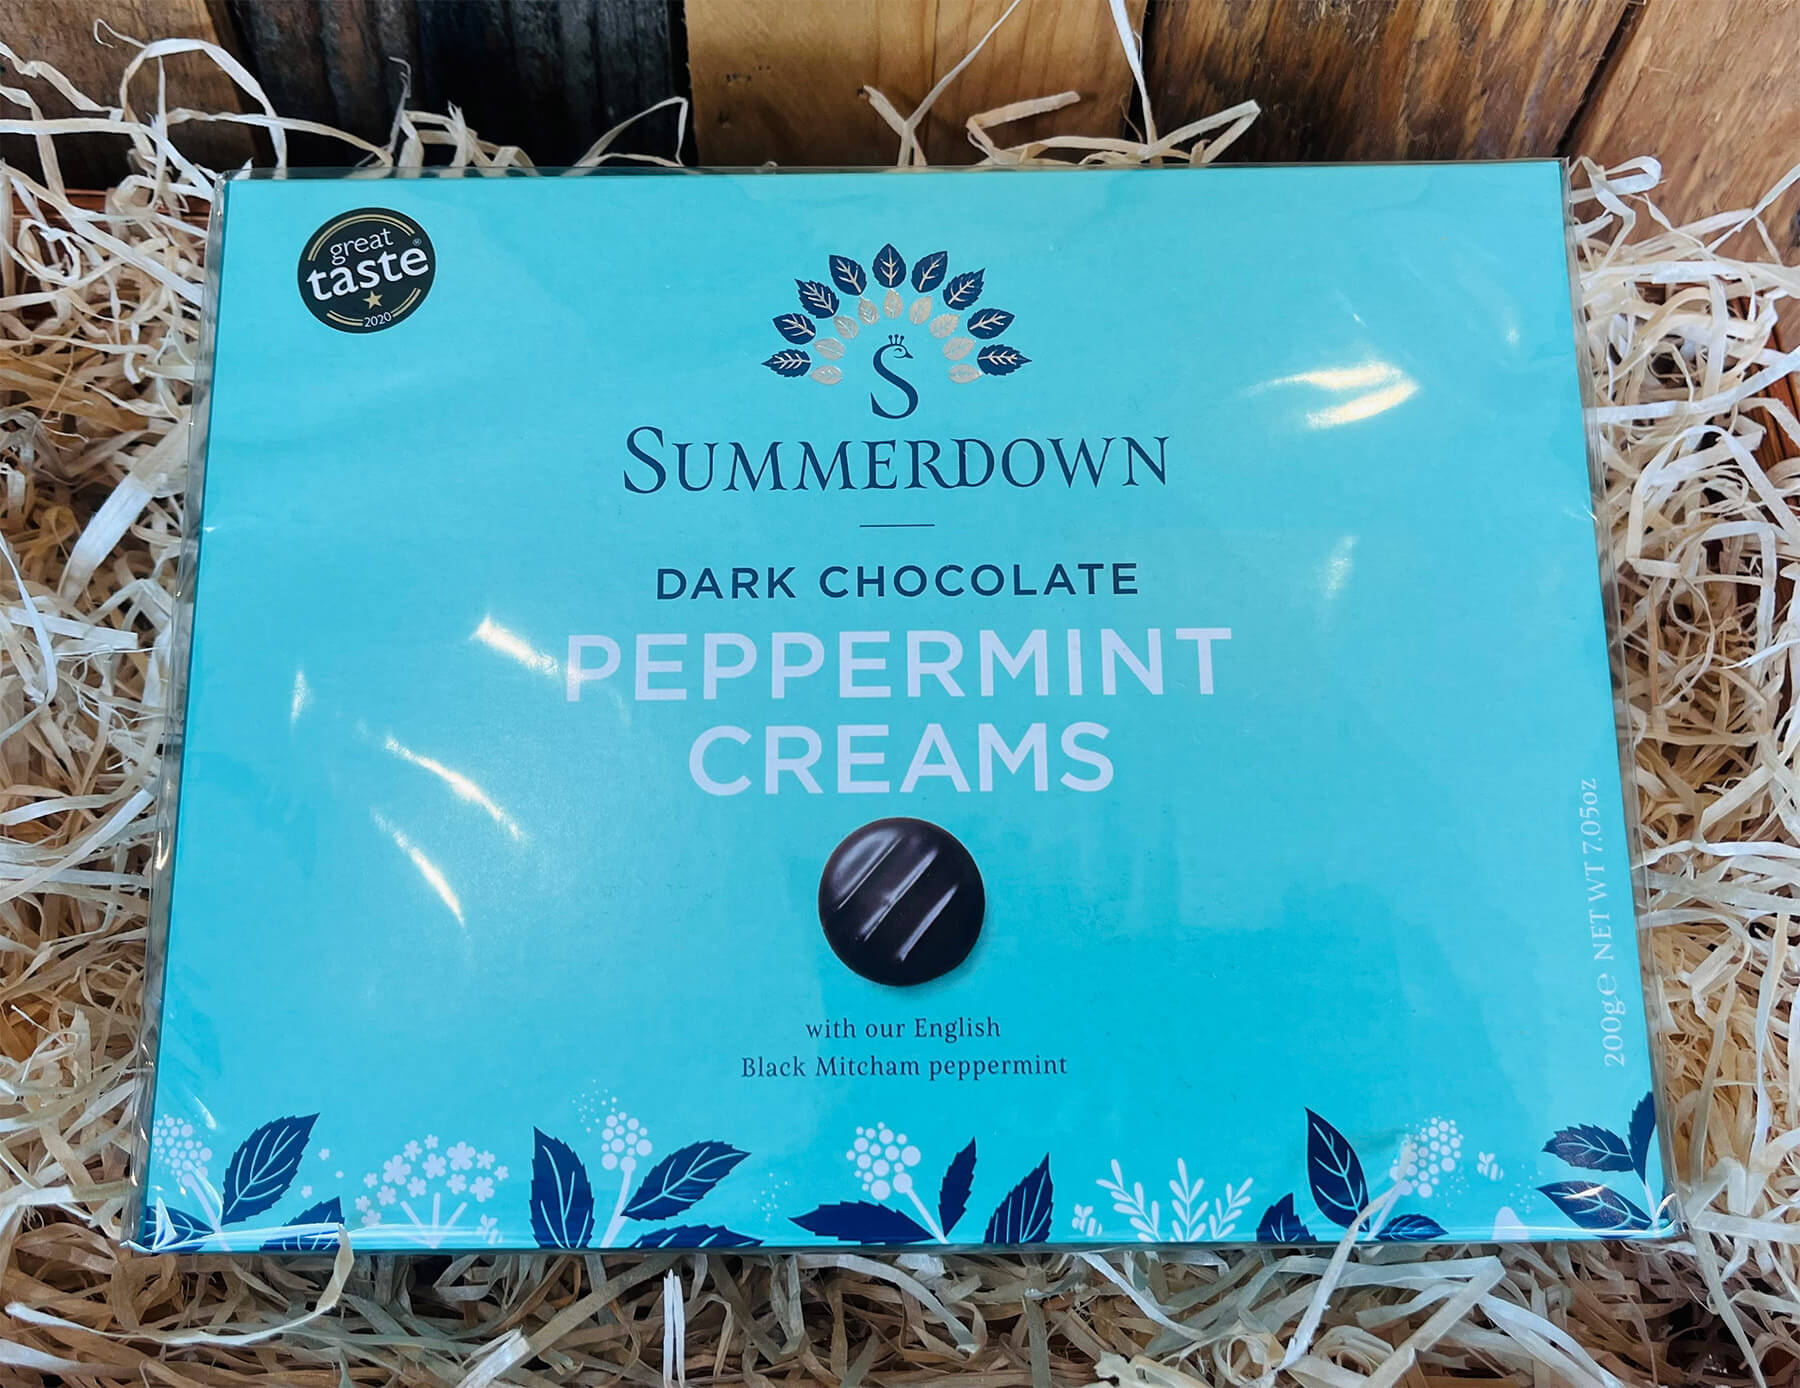 great
taste®
2020
S
SUMMERDOWN
DARK CHOCOLATE
PEPPERMINT
CREAMS
with our English
Black Mitcham peppermint
200g℮ NET WT 7.05oz